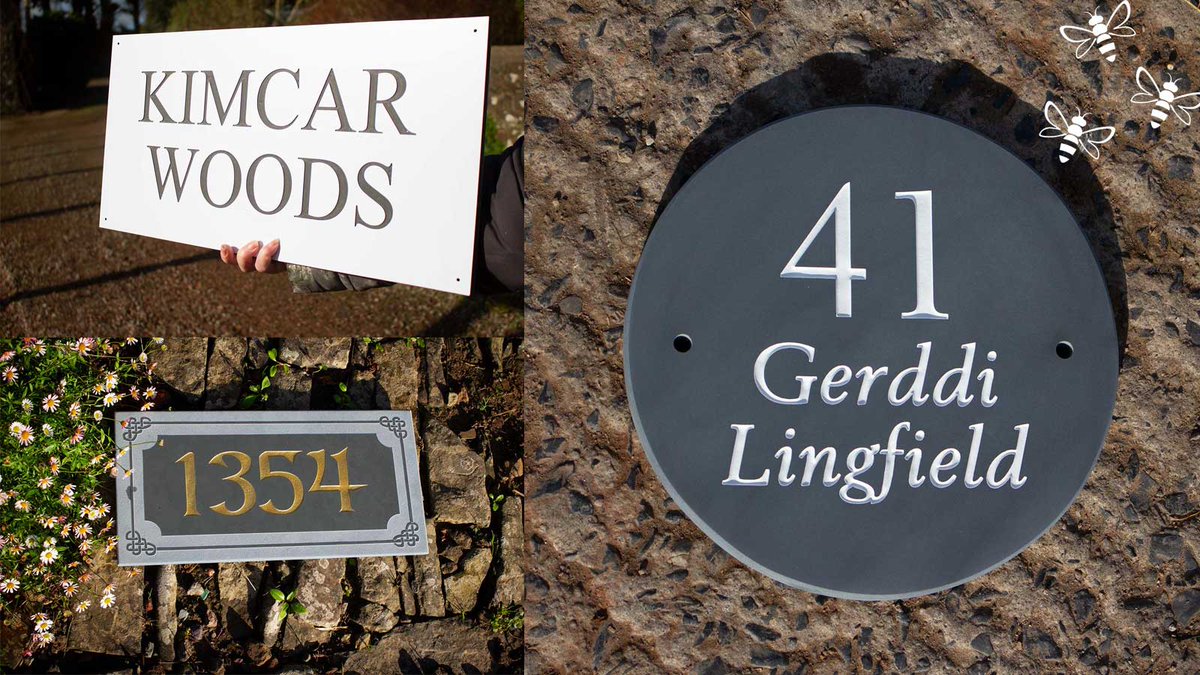 KIMCAR
WOODS
1354
41
Gerddi
Lingfield